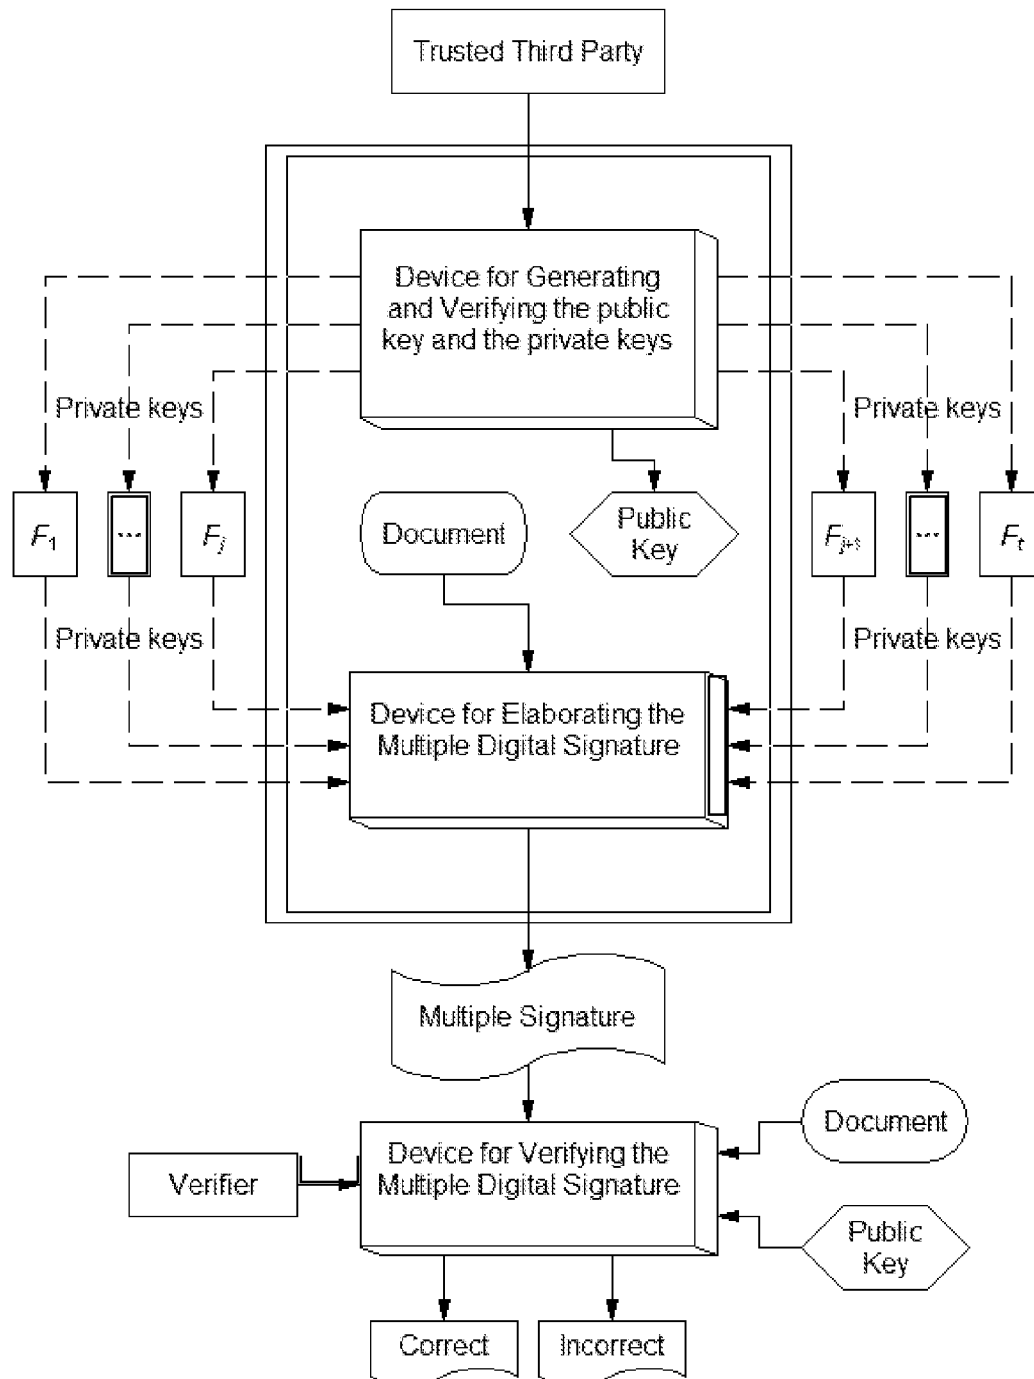 Trusted Third Party
Device for Generating
and Verifying the public
key and the private keys
Private keys
Private keys
F1
...
Fj
Document
Public
Key
Fj+1
...
Ft
Private keys
Private keys
Device for Elaborating the
Multiple Digital Signature
Multiple Signature
Document
Device for Verifying the
Multiple Digital Signature
Verifier
Public
Key
Correct
Incorrect